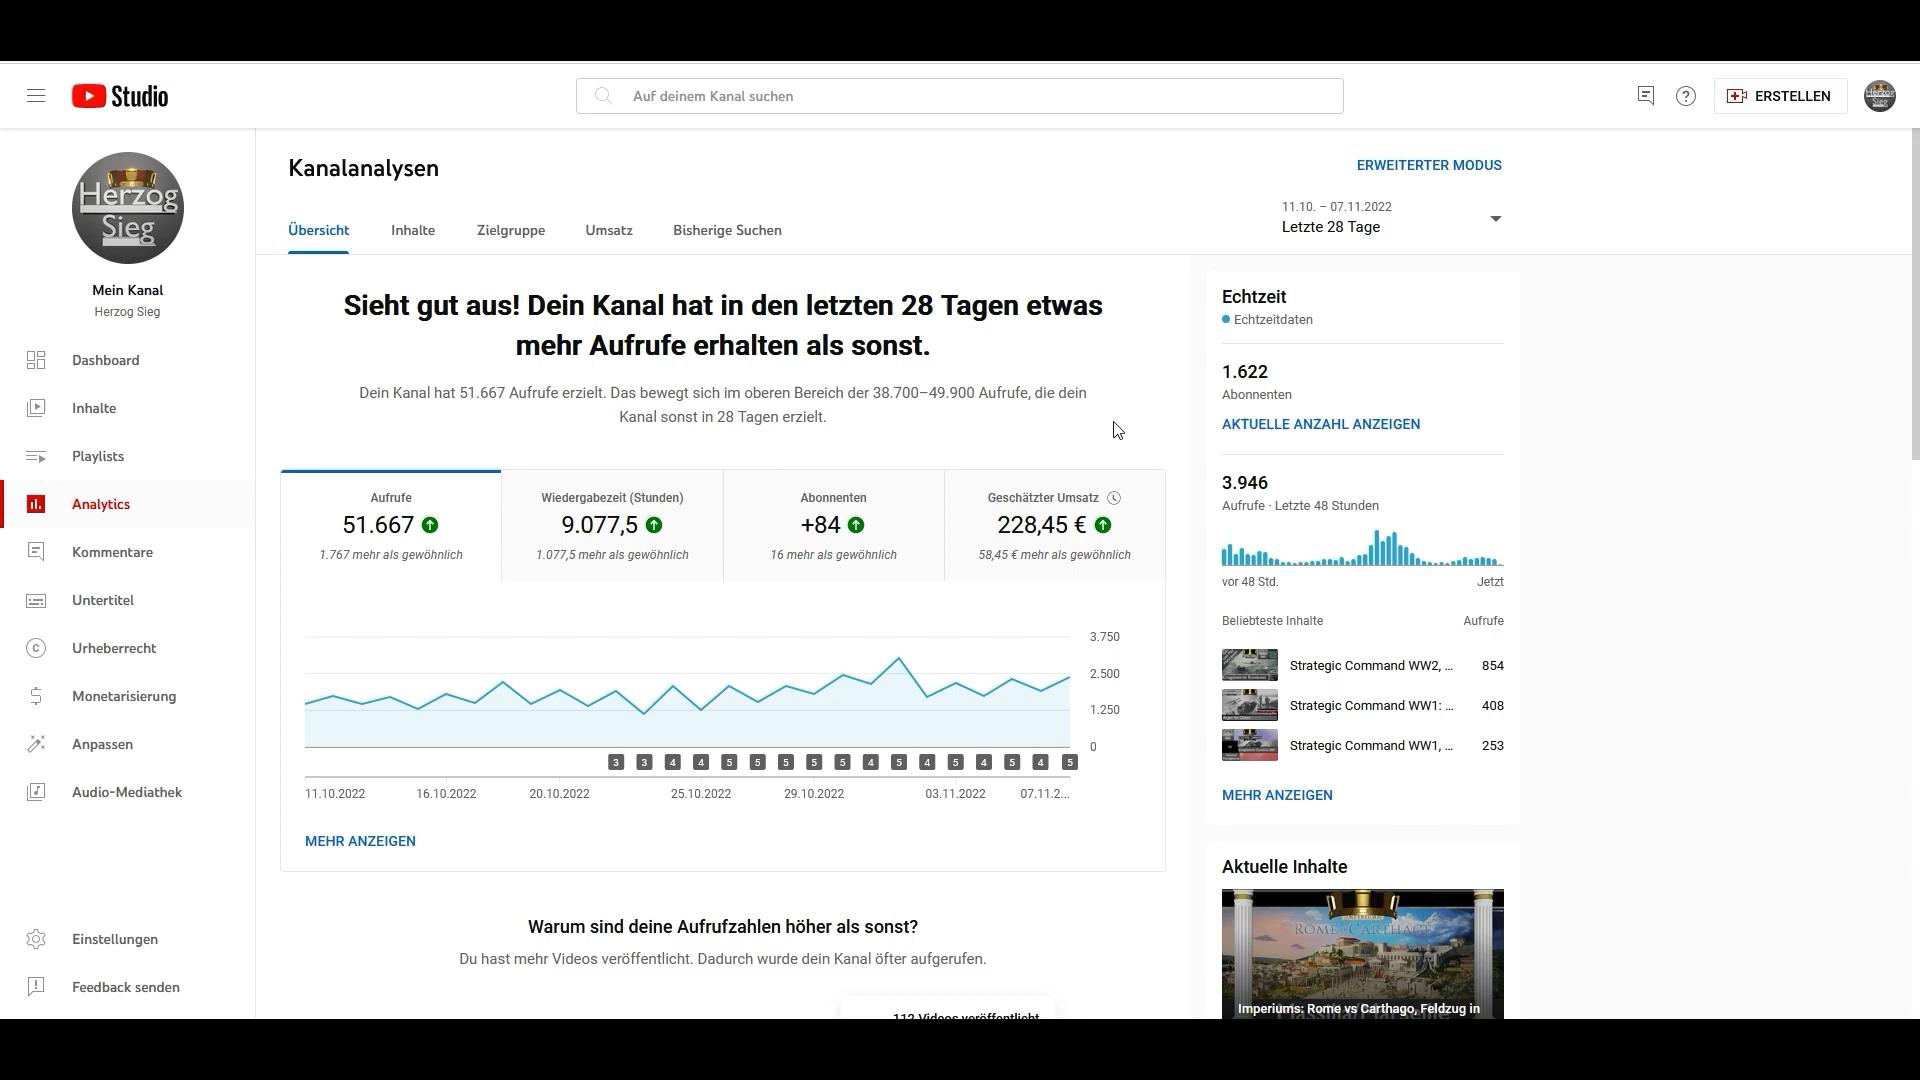 Studio
Auf deinem Kanal suchen
ERSTELLEN
Herzog
Sieg
Mein Kanal
Herzog Sieg
Dashboard
Inhalte
Playlists
Analytics
Kommentare
Untertitel
Urheberrecht
Monetarisierung
Anpassen
Audio-Mediathek
Einstellungen
Feedback senden
Kanalanalysen
ERWEITERTER MODUS
Übersicht
Inhalte
Zielgruppe
Umsatz
Bisherige Suchen
11.10. – 07.11.2022
Letzte 28 Tage
Sieht gut aus! Dein Kanal hat in den letzten 28 Tagen etwas
mehr Aufrufe erhalten als sonst.
Dein Kanal hat 51.667 Aufrufe erzielt. Das bewegt sich im oberen Bereich der 38.700–49.900 Aufrufe, die dein
Kanal sonst in 28 Tagen erzielt.
Aufrufe
51.667
1.767 mehr als gewöhnlich
Wiedergabezeit (Stunden)
9.077,5
1.077,5 mehr als gewöhnlich
Abonnenten
+84
16 mehr als gewöhnlich
Geschätzter Umsatz
228,45 €
58,45 € mehr als gewöhnlich
3.750
2.500
1.250
0
3 3 4 4 5 5 5 5 5 4 5 4 5 4 5 4 5
11.10.2022 16.10.2022 20.10.2022 25.10.2022 29.10.2022 03.11.2022 07.11.2...
MEHR ANZEIGEN
Warum sind deine Aufrufzahlen höher als sonst?
Du hast mehr Videos veröffentlicht. Dadurch wurde dein Kanal öfter aufgerufen.
112 Videos veröffentlicht
Echtzeit
Echtzeitdaten
1.622
Abonnenten
AKTUELLE ANZAHL ANZEIGEN
3.946
Aufrufe · Letzte 48 Stunden
vor 48 Std. Jetzt
Beliebteste Inhalte Aufrufe
Strategic Command WW2, ... 854
Strategic Command WW1: ... 408
Strategic Command WW1, ... 253
MEHR ANZEIGEN
Aktuelle Inhalte
ROME CARTHAGE
Imperiums: Rome vs Carthago, Feldzug in